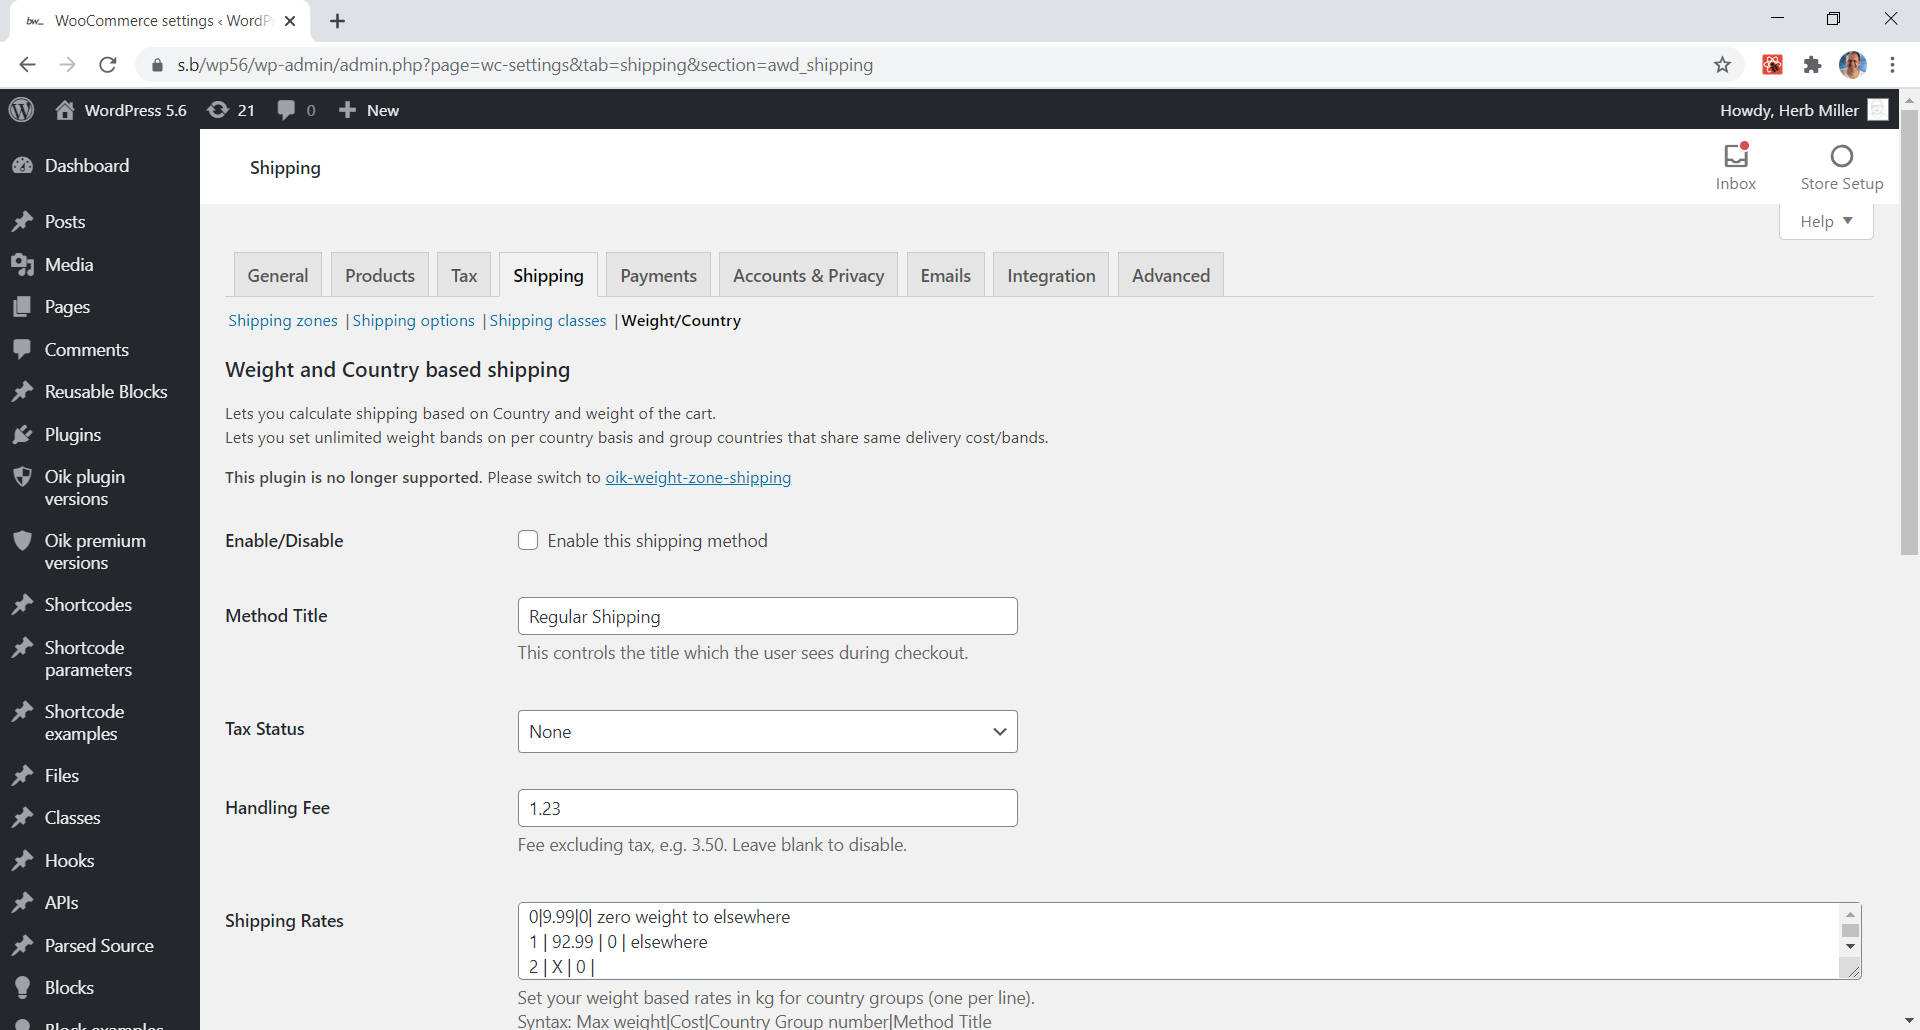 WooCommerce settings ‹ WordP
s.b/wp56/wp-admin/admin.php?page=wc-settings&tab=shipping&section=awd_shipping
WordPress 5.6 21 0 New Howdy, Herb Miller
Dashboard
Posts
Media
Pages
Comments
Reusable Blocks
Plugins
Oik plugin
versions
Oik premium
versions
Shortcodes
Shortcode
parameters
Shortcode
examples
Files
Classes
Hooks
APIs
Parsed Source
Blocks
Block examples
Shipping
Inbox
Store Setup
Help
General Products Tax Shipping Payments Accounts & Privacy Emails Integration Advanced
Shipping zones | Shipping options | Shipping classes | Weight/Country
Weight and Country based shipping
Lets you calculate shipping based on Country and weight of the cart.
Lets you set unlimited weight bands on per country basis and group countries that share same delivery cost/bands.
This plugin is no longer supported. Please switch to oik-weight-zone-shipping
Enable/Disable Enable this shipping method
Method Title Regular Shipping
This controls the title which the user sees during checkout.
Tax Status None
Handling Fee 1.23
Fee excluding tax, e.g. 3.50. Leave blank to disable.
Shipping Rates
0|9.99|0| zero weight to elsewhere
1 | 92.99 | 0 | elsewhere
2 | X | 0 |
Set your weight based rates in kg for country groups (one per line).
Syntax: Max weight|Cost|Country Group number|Method Title